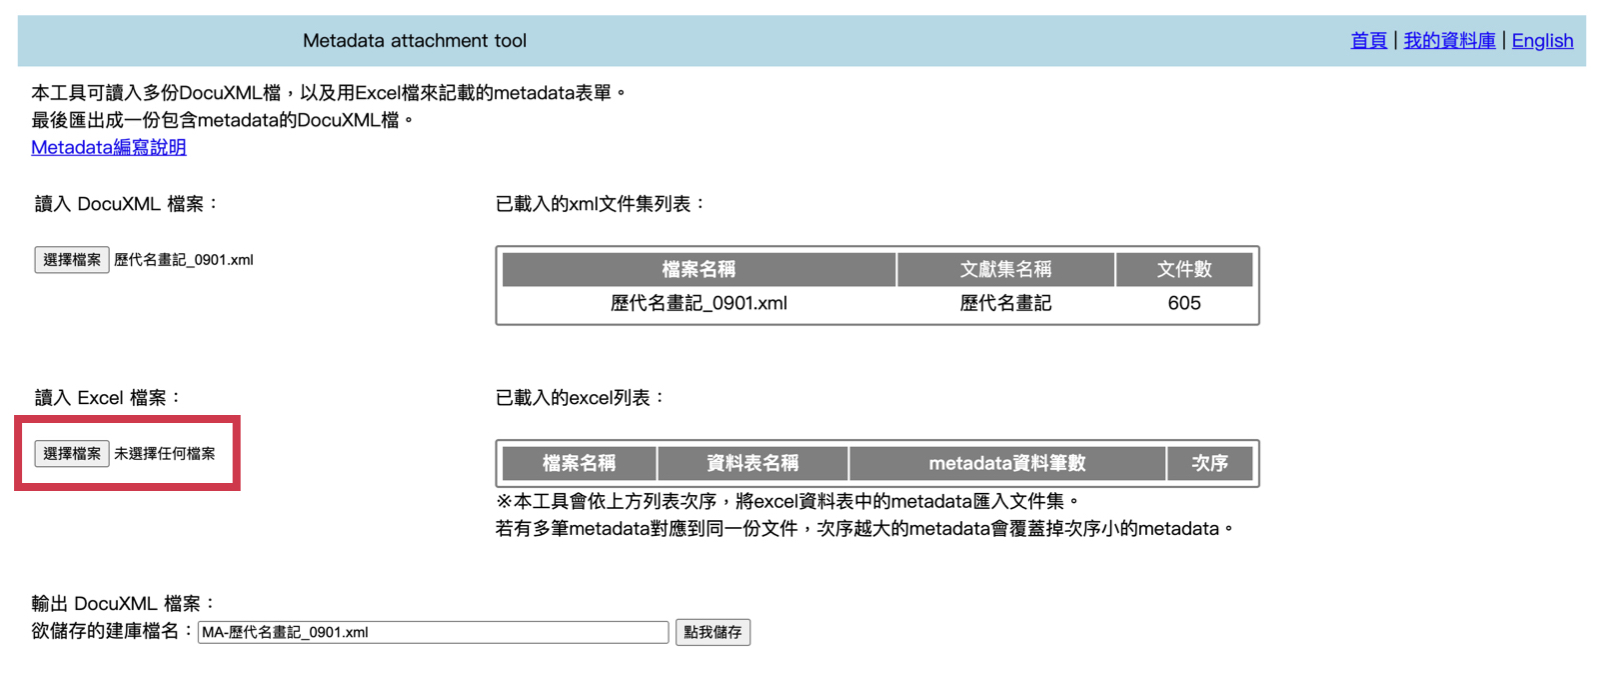 Metadata attachment tool
首頁 | 我的資料庫 | English
本工具可讀入多份DocuXML檔，以及用Excel檔來記載的metadata表單。
最後匯出成一份包含metadata的DocuXML檔。
Metadata編寫說明
讀入 DocuXML 檔案：
已載入的xml文件集列表：
選擇檔案 歷代名畫記_0901.xml
檔案名稱 文獻集名稱 文件數
歷代名畫記_0901.xml 歷代名畫記 605
讀入 Excel 檔案：
已載入的excel列表：
選擇檔案 未選擇任何檔案
檔案名稱 資料表名稱 metadata資料筆數 次序
※本工具會依上方列表次序，將excel資料表中的metadata匯入文件集。
若有多筆metadata對應到同一份文件，次序越大的metadata會覆蓋掉次序小的metadata。
輸出 DocuXML 檔案：
欲儲存的建庫檔名：MA-歷代名畫記_0901.xml 點我儲存